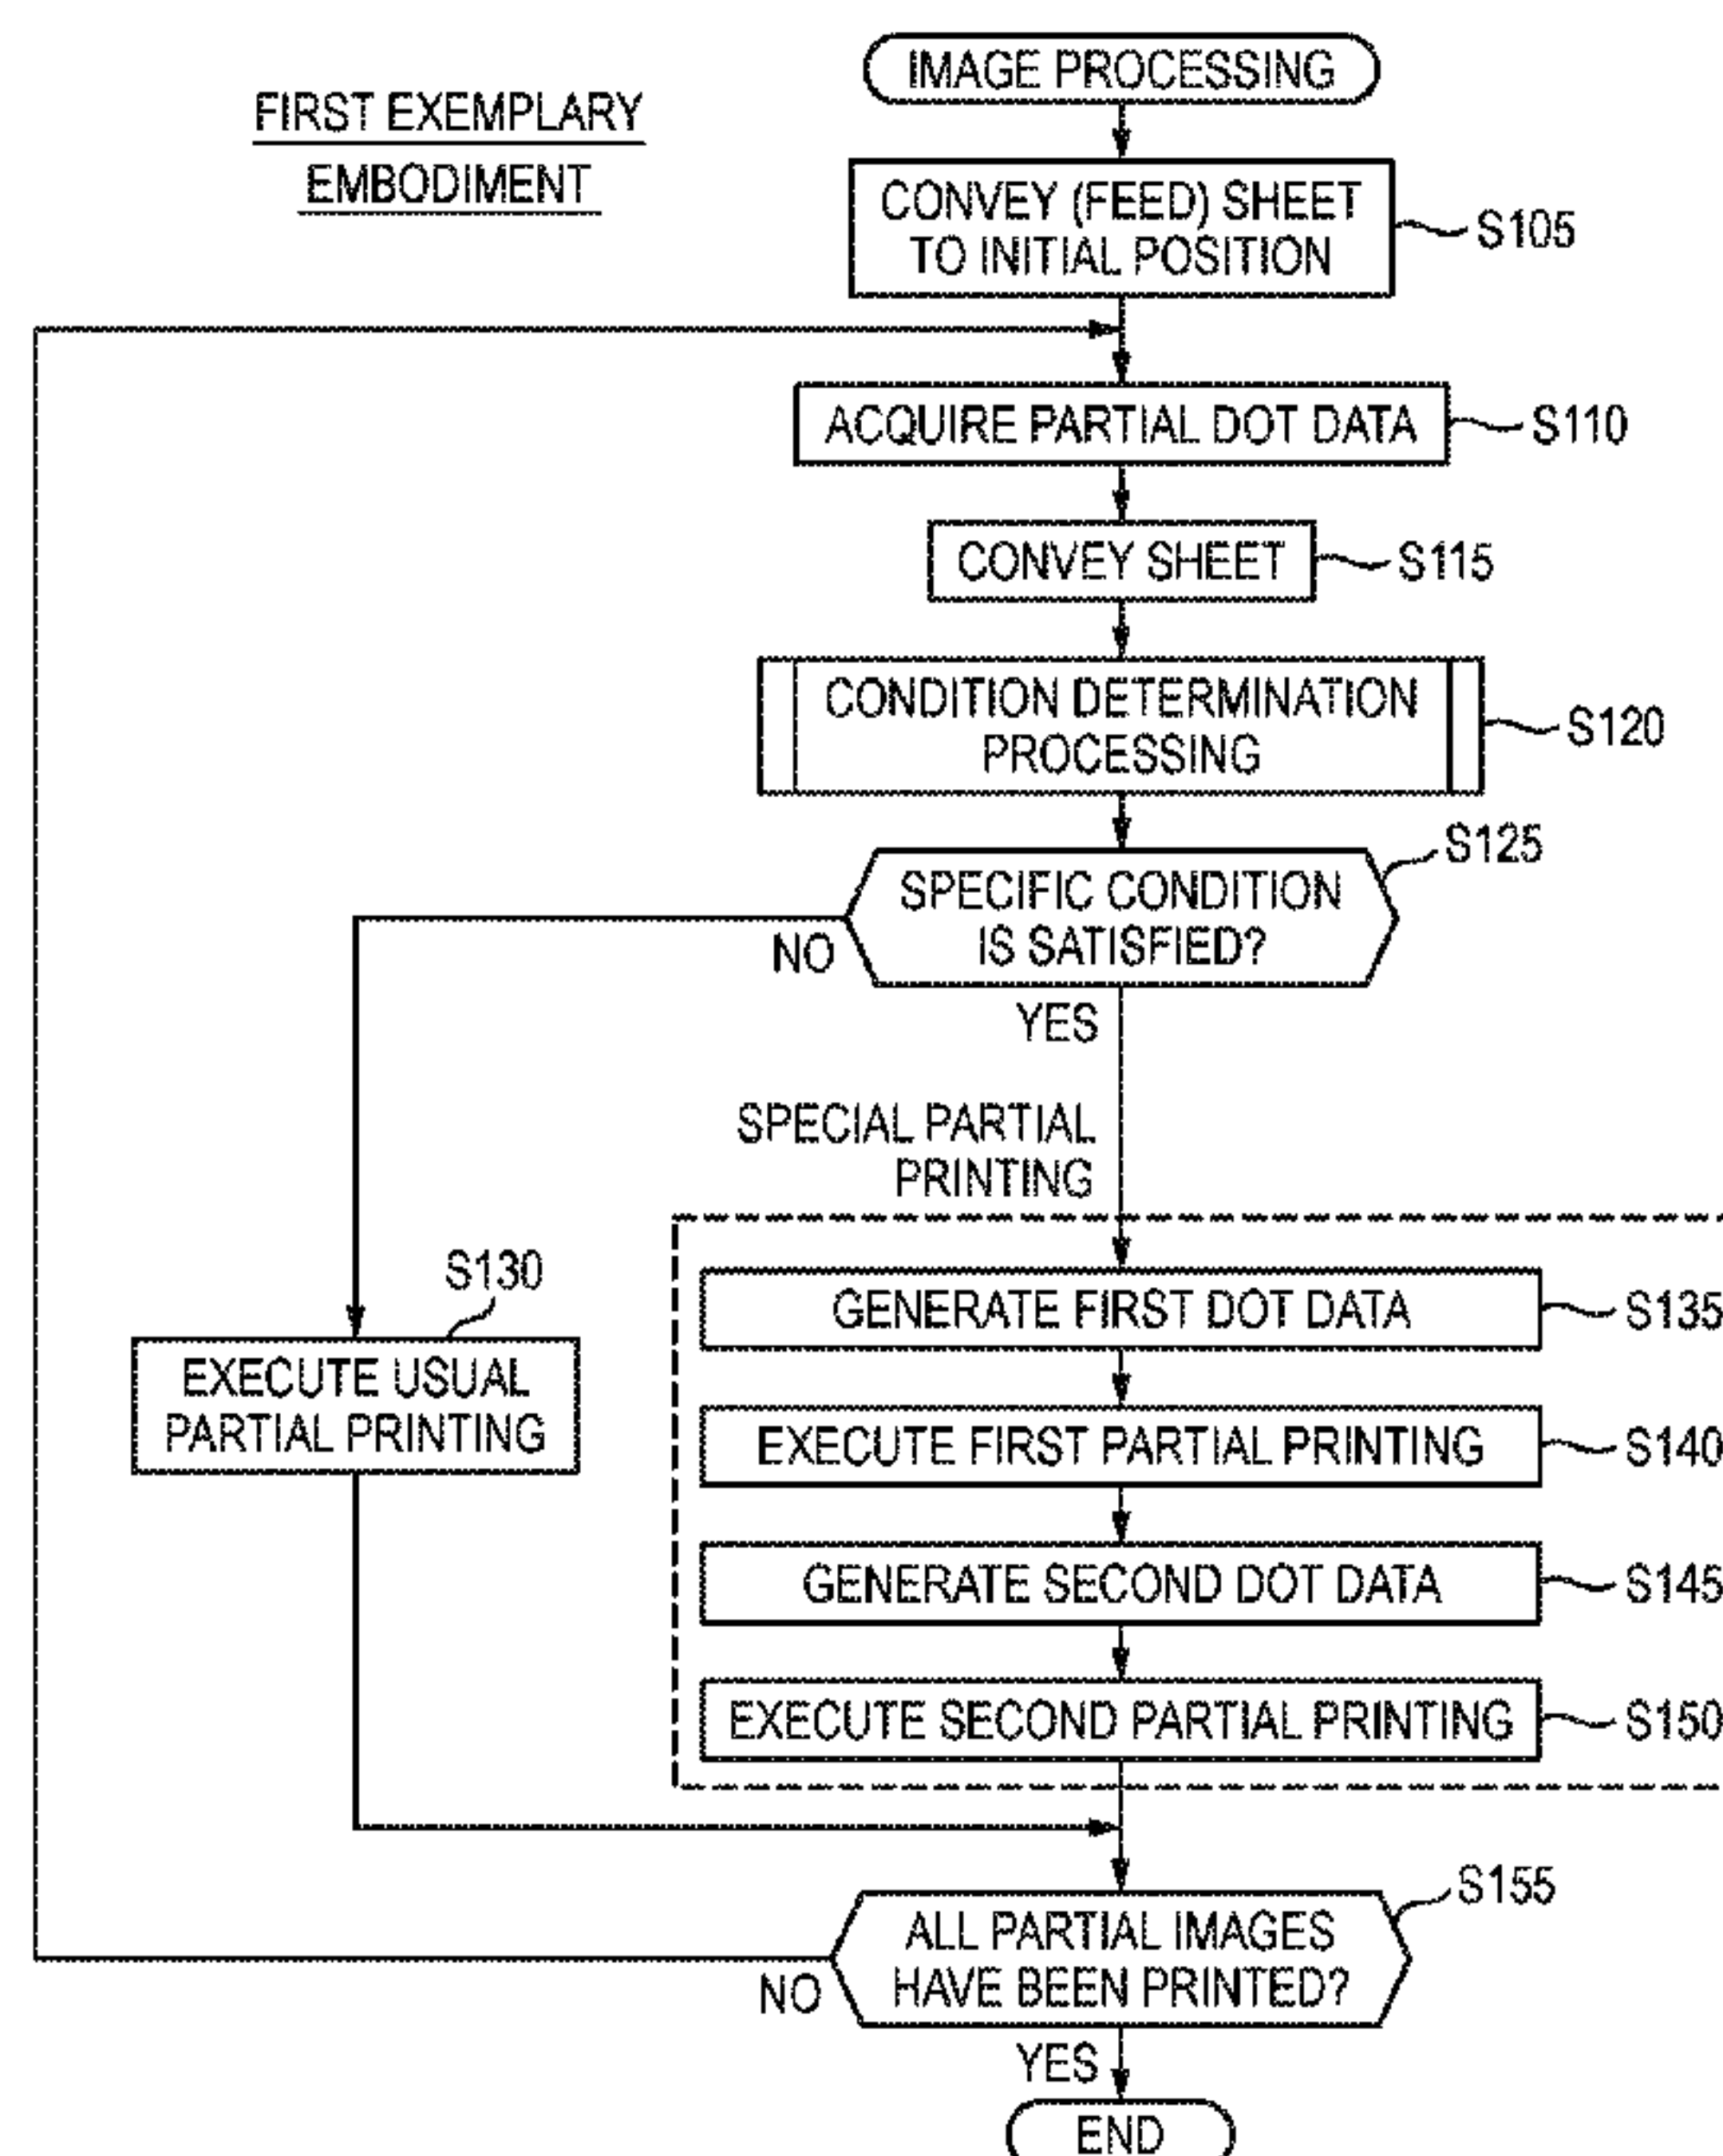 FIRST EXEMPLARY
EMBODIMENT
IMAGE PROCESSING
CONVEY (FEED) SHEET
TO INITIAL POSITION
S105
ACQUIRE PARTIAL DOT DATA
S110
CONVEY SHEET
S115
CONDITION DETERMINATION
PROCESSING
S120
S125
SPECIFIC CONDITION
IS SATISFIED?
NO
YES
SPECIAL PARTIAL
PRINTING
S130
EXECUTE USUAL
PARTIAL PRINTING
GENERATE FIRST DOT DATA
S135
EXECUTE FIRST PARTIAL PRINTING
S140
GENERATE SECOND DOT DATA
S145
EXECUTE SECOND PARTIAL PRINTING
S150
S155
ALL PARTIAL IMAGES
HAVE BEEN PRINTED?
NO
YES
END